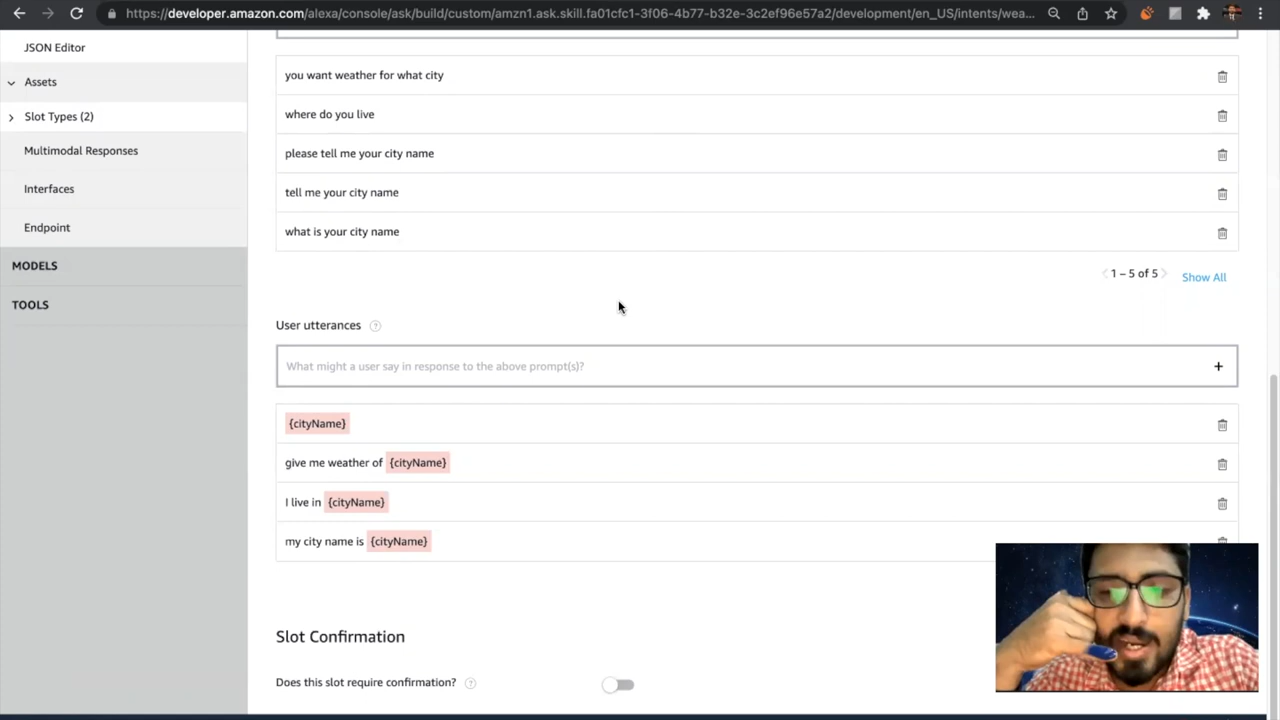 https://developer.amazon.com/alexa/console/ask/build/custom/amzn1.ask.skill.fa01cfc1-3f06-4b77-b32e-3c2ef96e57a2/development/en_US/intents/wea...
JSON Editor
Assets
Slot Types (2)
Multimodal Responses
Interfaces
Endpoint
MODELS
TOOLS
you want weather for what city
where do you live
please tell me your city name
tell me your city name
what is your city name
1 – 5 of 5
Show All
User utterances ?
What might a user say in response to the above prompt(s)? +
{cityName}
give me weather of {cityName}
I live in {cityName}
my city name is {cityName}
Slot Confirmation
Does this slot require confirmation? ?